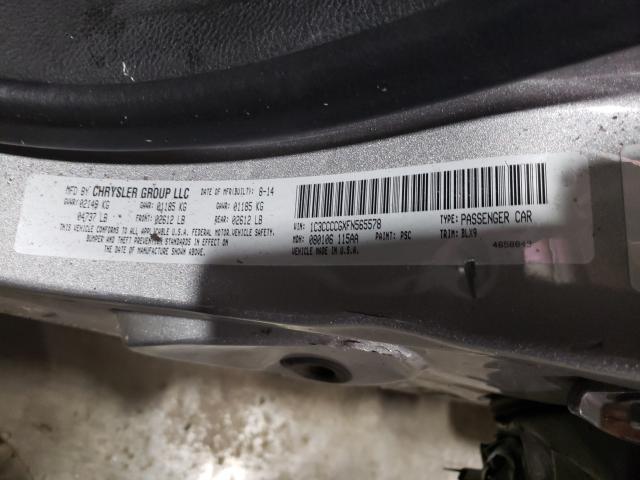 MFD BY CHRYSLER GROUP LLC DATE OF MFR(BUILT): 8-14
GVWR: 02149 KG GAWR: 01185 KG GAWR: 01185 KG
04737 LB FRONT: 02612 LB REAR: 02612 LB
THIS VEHICLE CONFORMS TO ALL APPLICABLE U.S.A. FEDERAL MOTOR VEHICLE SAFETY,
BUMPER AND THEFT PREVENTION STANDARDS IN EFFECT ON
THE DATE OF MANUFACTURE SHOWN ABOVE.
VIN: 1C3CCCCGXFN565578 TYPE: PASSENGER CAR
MDH: 080106 115AA PAINT: PSC TRIM: BLX9
VEHICLE MADE IN U.S.A.